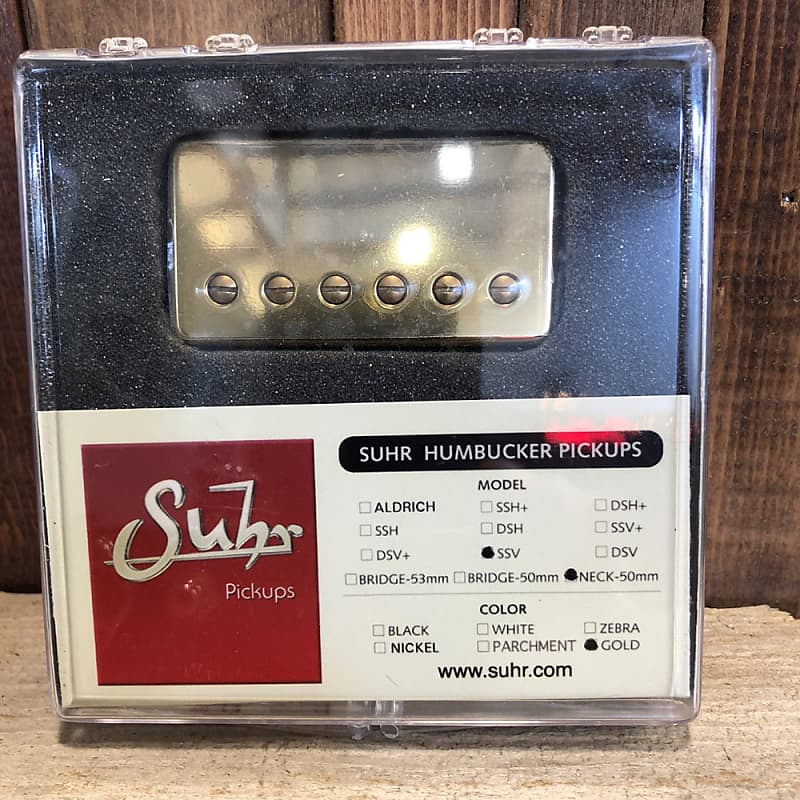 Suhr
Pickups
SUHR HUMBUCKER PICKUPS
MODEL
ALDRICH SSH+ DSH+
SSH DSH SSV+
DSV+ SSV DSV
BRIDGE-53mm BRIDGE-50mm NECK-50mm
COLOR
BLACK WHITE ZEBRA
NICKEL PARCHMENT GOLD
www.suhr.com